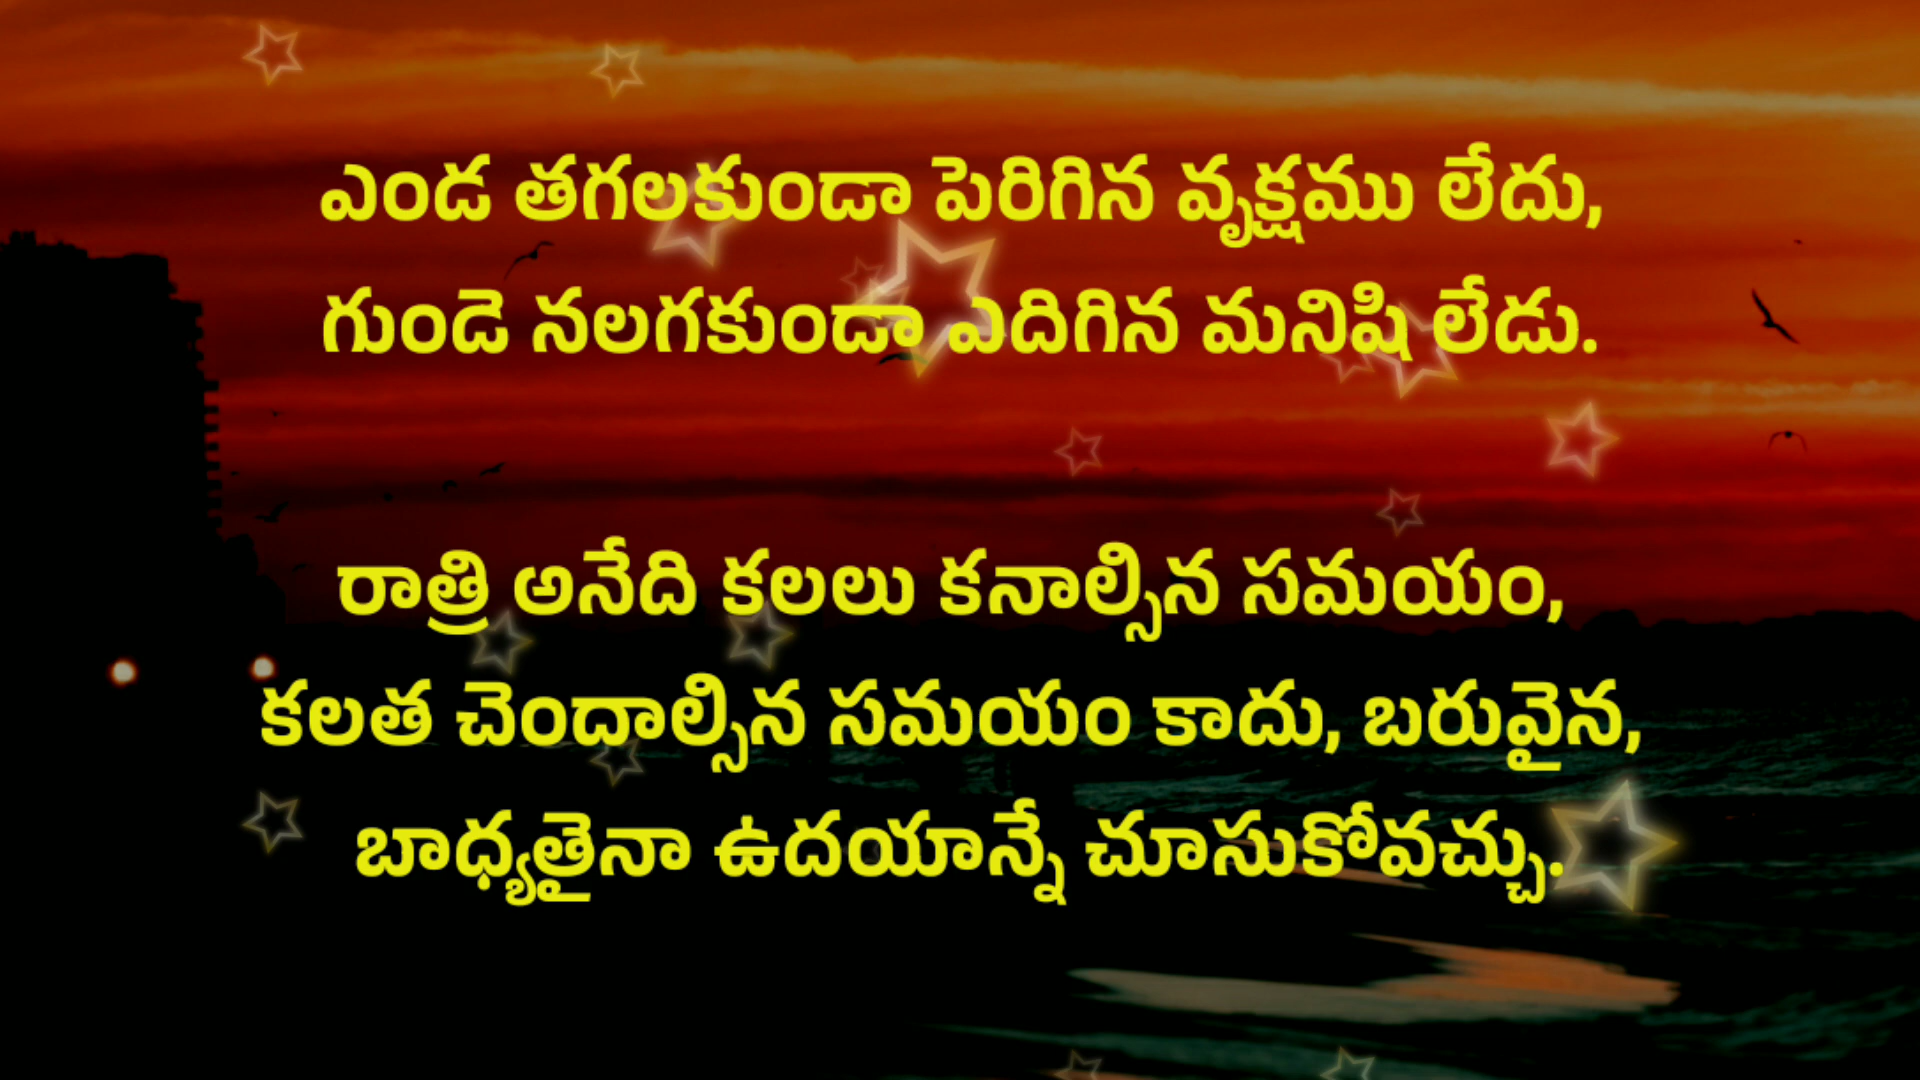 ఎండ తగలకుండా పెరిగిన వృక్షము లేదు,
గుండె నలగకుండా ఎదిగిన మనిషి లేడు.
రాత్రి అనేది కలలు కనాల్సిన సమయం,
కలత చెందాల్సిన సమయం కాదు, బరువైన,
బాధ్యతైనా ఉదయాన్నే చూసుకోవచ్చు.